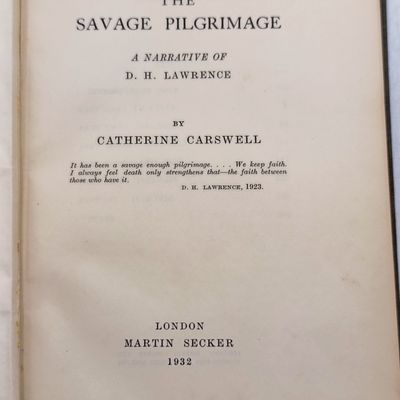 THE
SAVAGE PILGRIMAGE
A NARRATIVE OF
D. H. LAWRENCE
BY
CATHERINE CARSWELL
It has been a savage enough pilgrimage. . . . We keep faith.
I always feel death only strengthens that—the faith between
those who have it.
D. H. LAWRENCE, 1923.
LONDON
MARTIN SECKER
1932